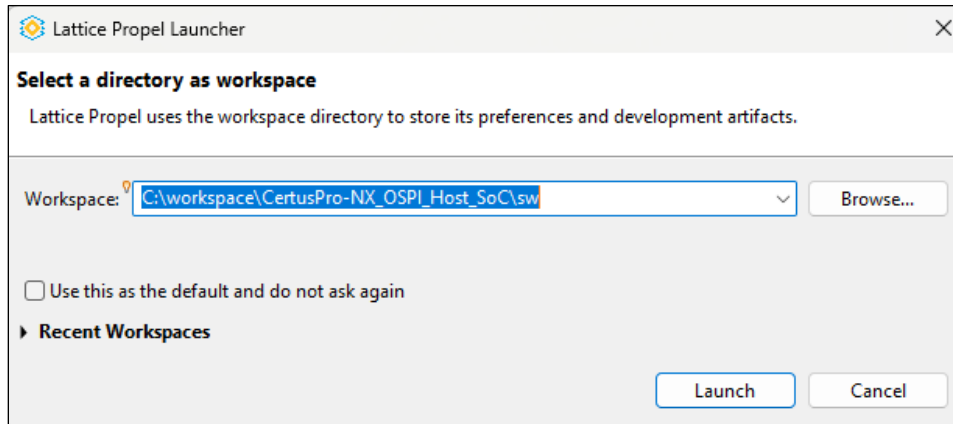 Lattice Propel Launcher
Select a directory as workspace
Lattice Propel uses the workspace directory to store its preferences and development artifacts.
Workspace: C:\workspace\CertusPro-NX_OSPI_Host_SoC\sw Browse...
Use this as the default and do not ask again
Recent Workspaces
Launch Cancel